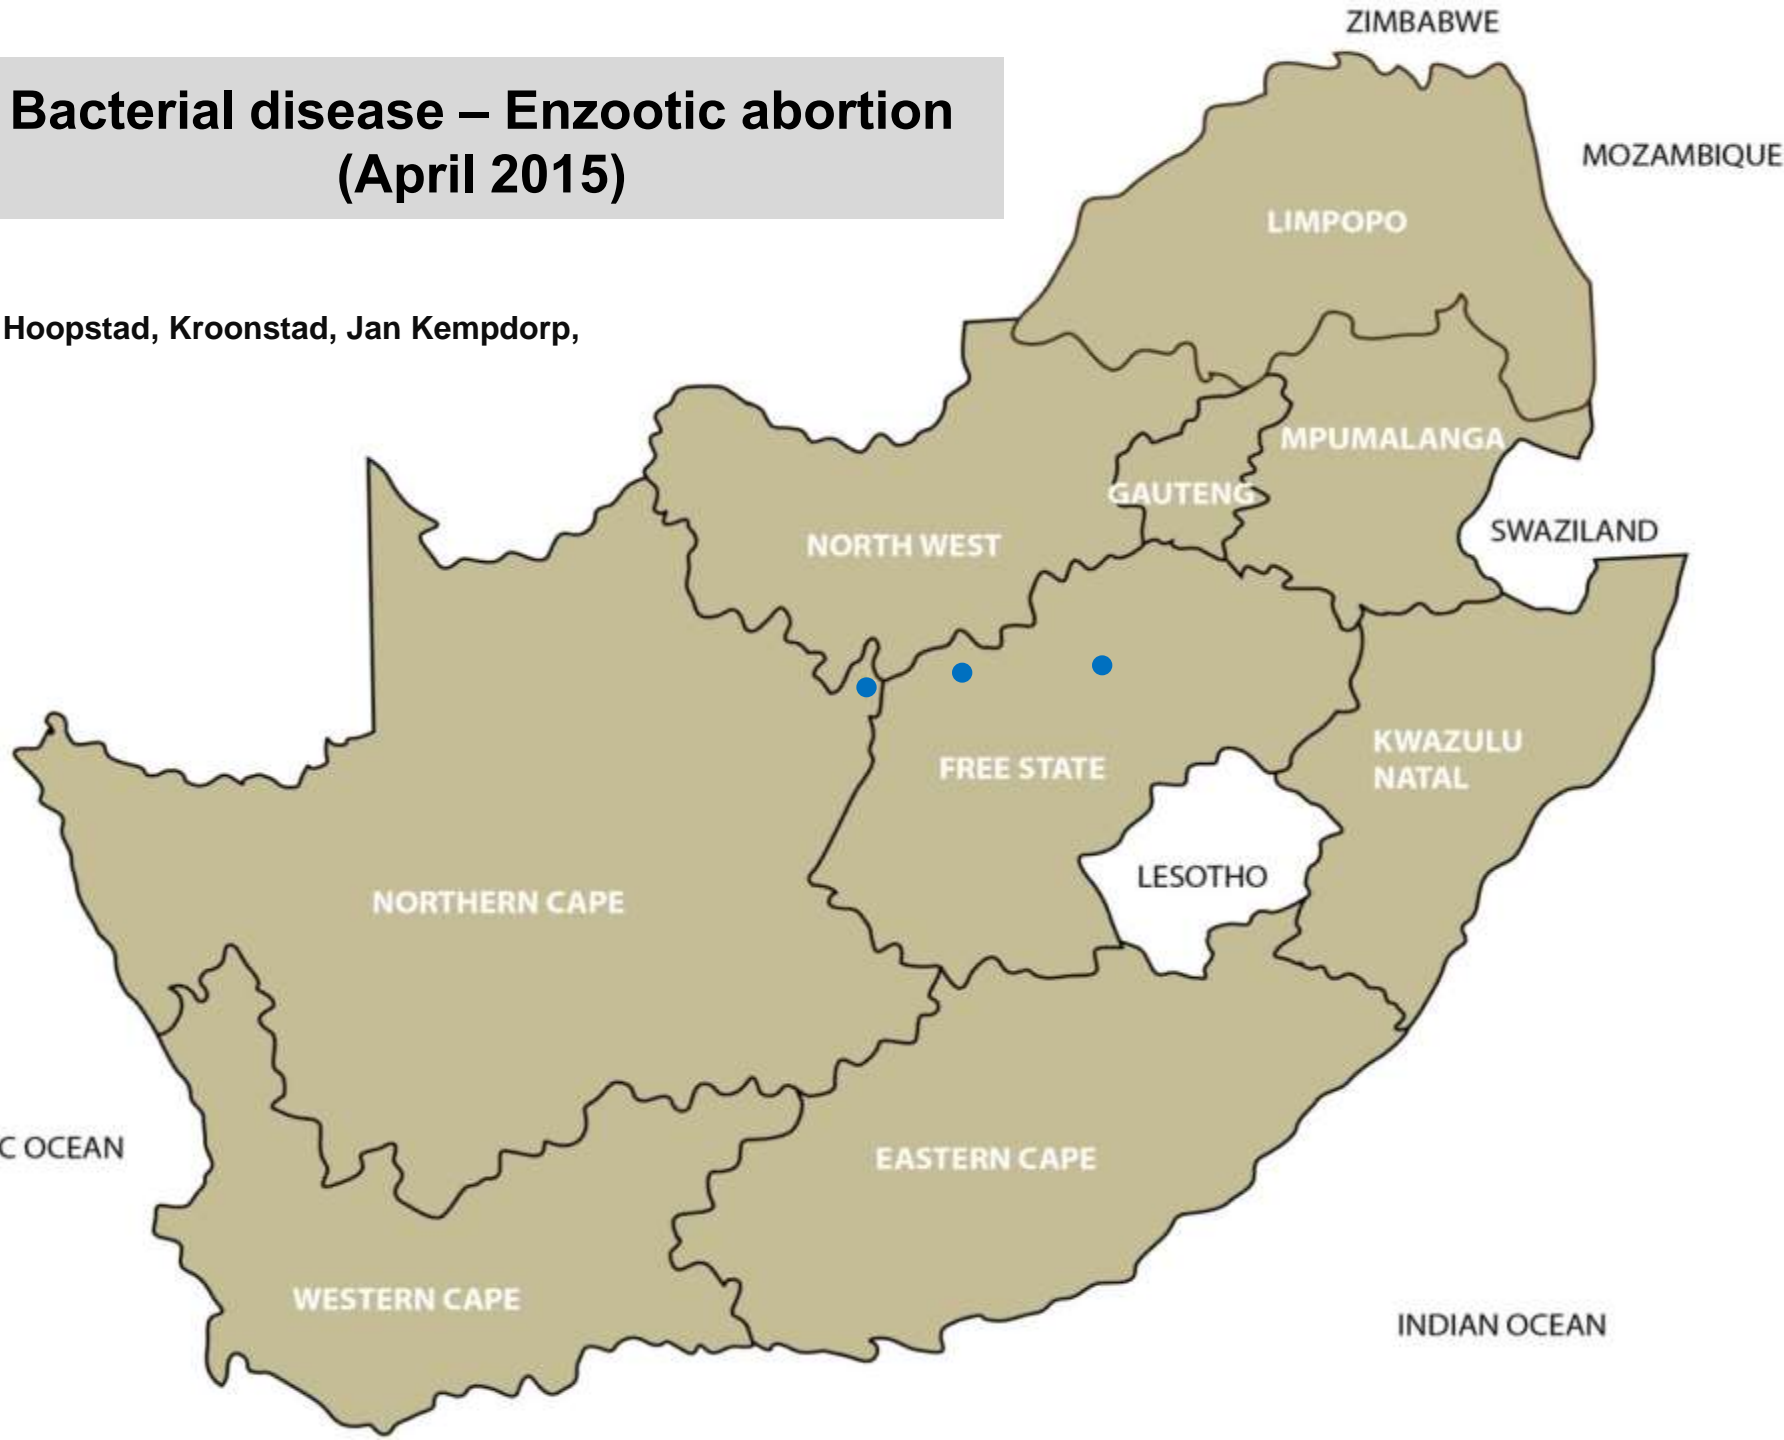 ZIMBABWE
Bacterial disease – Enzootic abortion
(April 2015)
MOZAMBIQUE
LIMPOPO
Hoopstad, Kroonstad, Jan Kempdorp,
MPUMALANGA
GAUTENG
SWAZILAND
NORTH WEST
KWAZULU
NATAL
FREE STATE
LESOTHO
NORTHERN CAPE
C OCEAN
EASTERN CAPE
WESTERN CAPE
INDIAN OCEAN